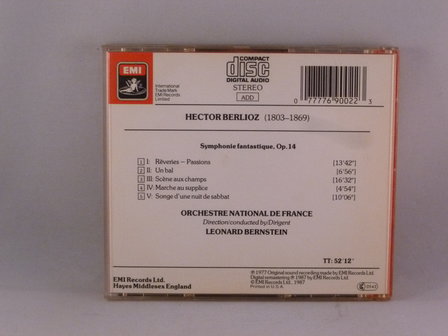 EMI
International
Trade Mark
EMI Records
Limited
COMPACT
disc
DIGITAL AUDIO
STEREO
ADD
0 77776 90022 3
HECTOR BERLIOZ (1803–1869)
Symphonie fantastique, Op.14
1 I: Rêveries – Passions [13'42"]
2 II: Un bal [6'56"]
3 III: Scène aux champs [16'32"]
4 IV: Marche au supplice [4'54"]
5 V: Songe d'une nuit de sabbat [10'06"]
ORCHESTRE NATIONAL DE FRANCE
Direction/conducted by/Dirigent
LEONARD BERNSTEIN
TT: 52'12"
EMI Records Ltd.
Hayes Middlesex England
℗ 1977 Original sound recording made by EMI Records Ltd.
Digital remastering ℗ 1987 by EMI Records Ltd.
© EMI Records Ltd., 1987
Printed in U.S.A.